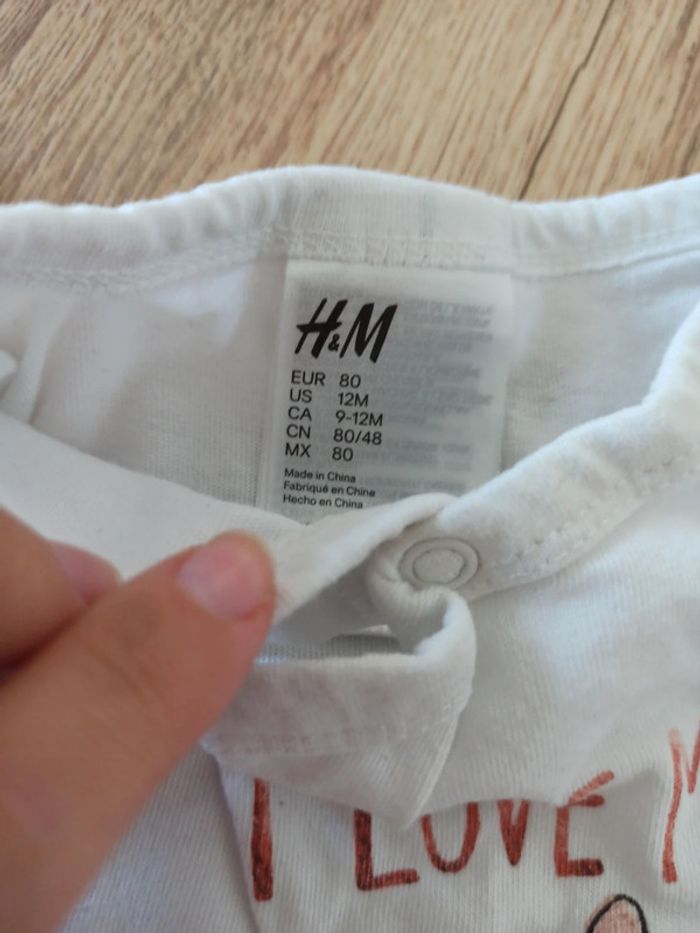 H&M
EUR 80
US 12M
CA 9-12M
CN 80/48
MX 80
Made in China
Fabriqué en Chine
Hecho en China
I LOVE M